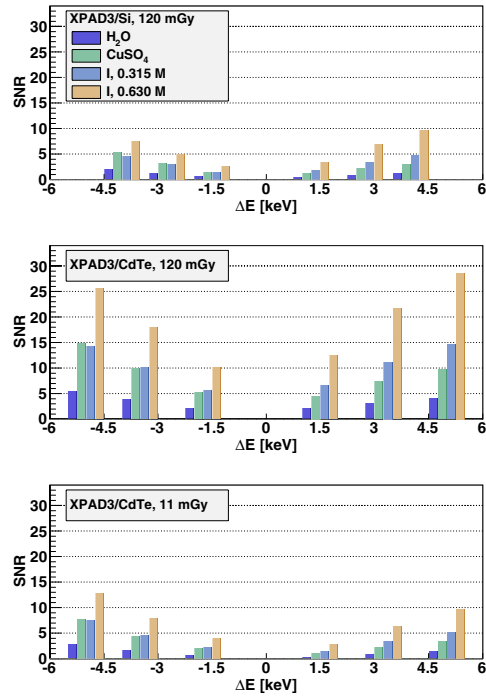 XPAD3/Si, 120 mGy
H₂O
CuSO₄
I, 0.315 M
I, 0.630 M
SNR
30
25
20
15
10
5
0
-6 -4.5 -3 -1.5 0 1.5 3 4.5 6
ΔE [keV]
XPAD3/CdTe, 120 mGy
SNR
30
25
20
15
10
5
0
-6 -4.5 -3 -1.5 0 1.5 3 4.5 6
ΔE [keV]
XPAD3/CdTe, 11 mGy
SNR
30
25
20
15
10
5
0
-6 -4.5 -3 -1.5 0 1.5 3 4.5 6
ΔE [keV]